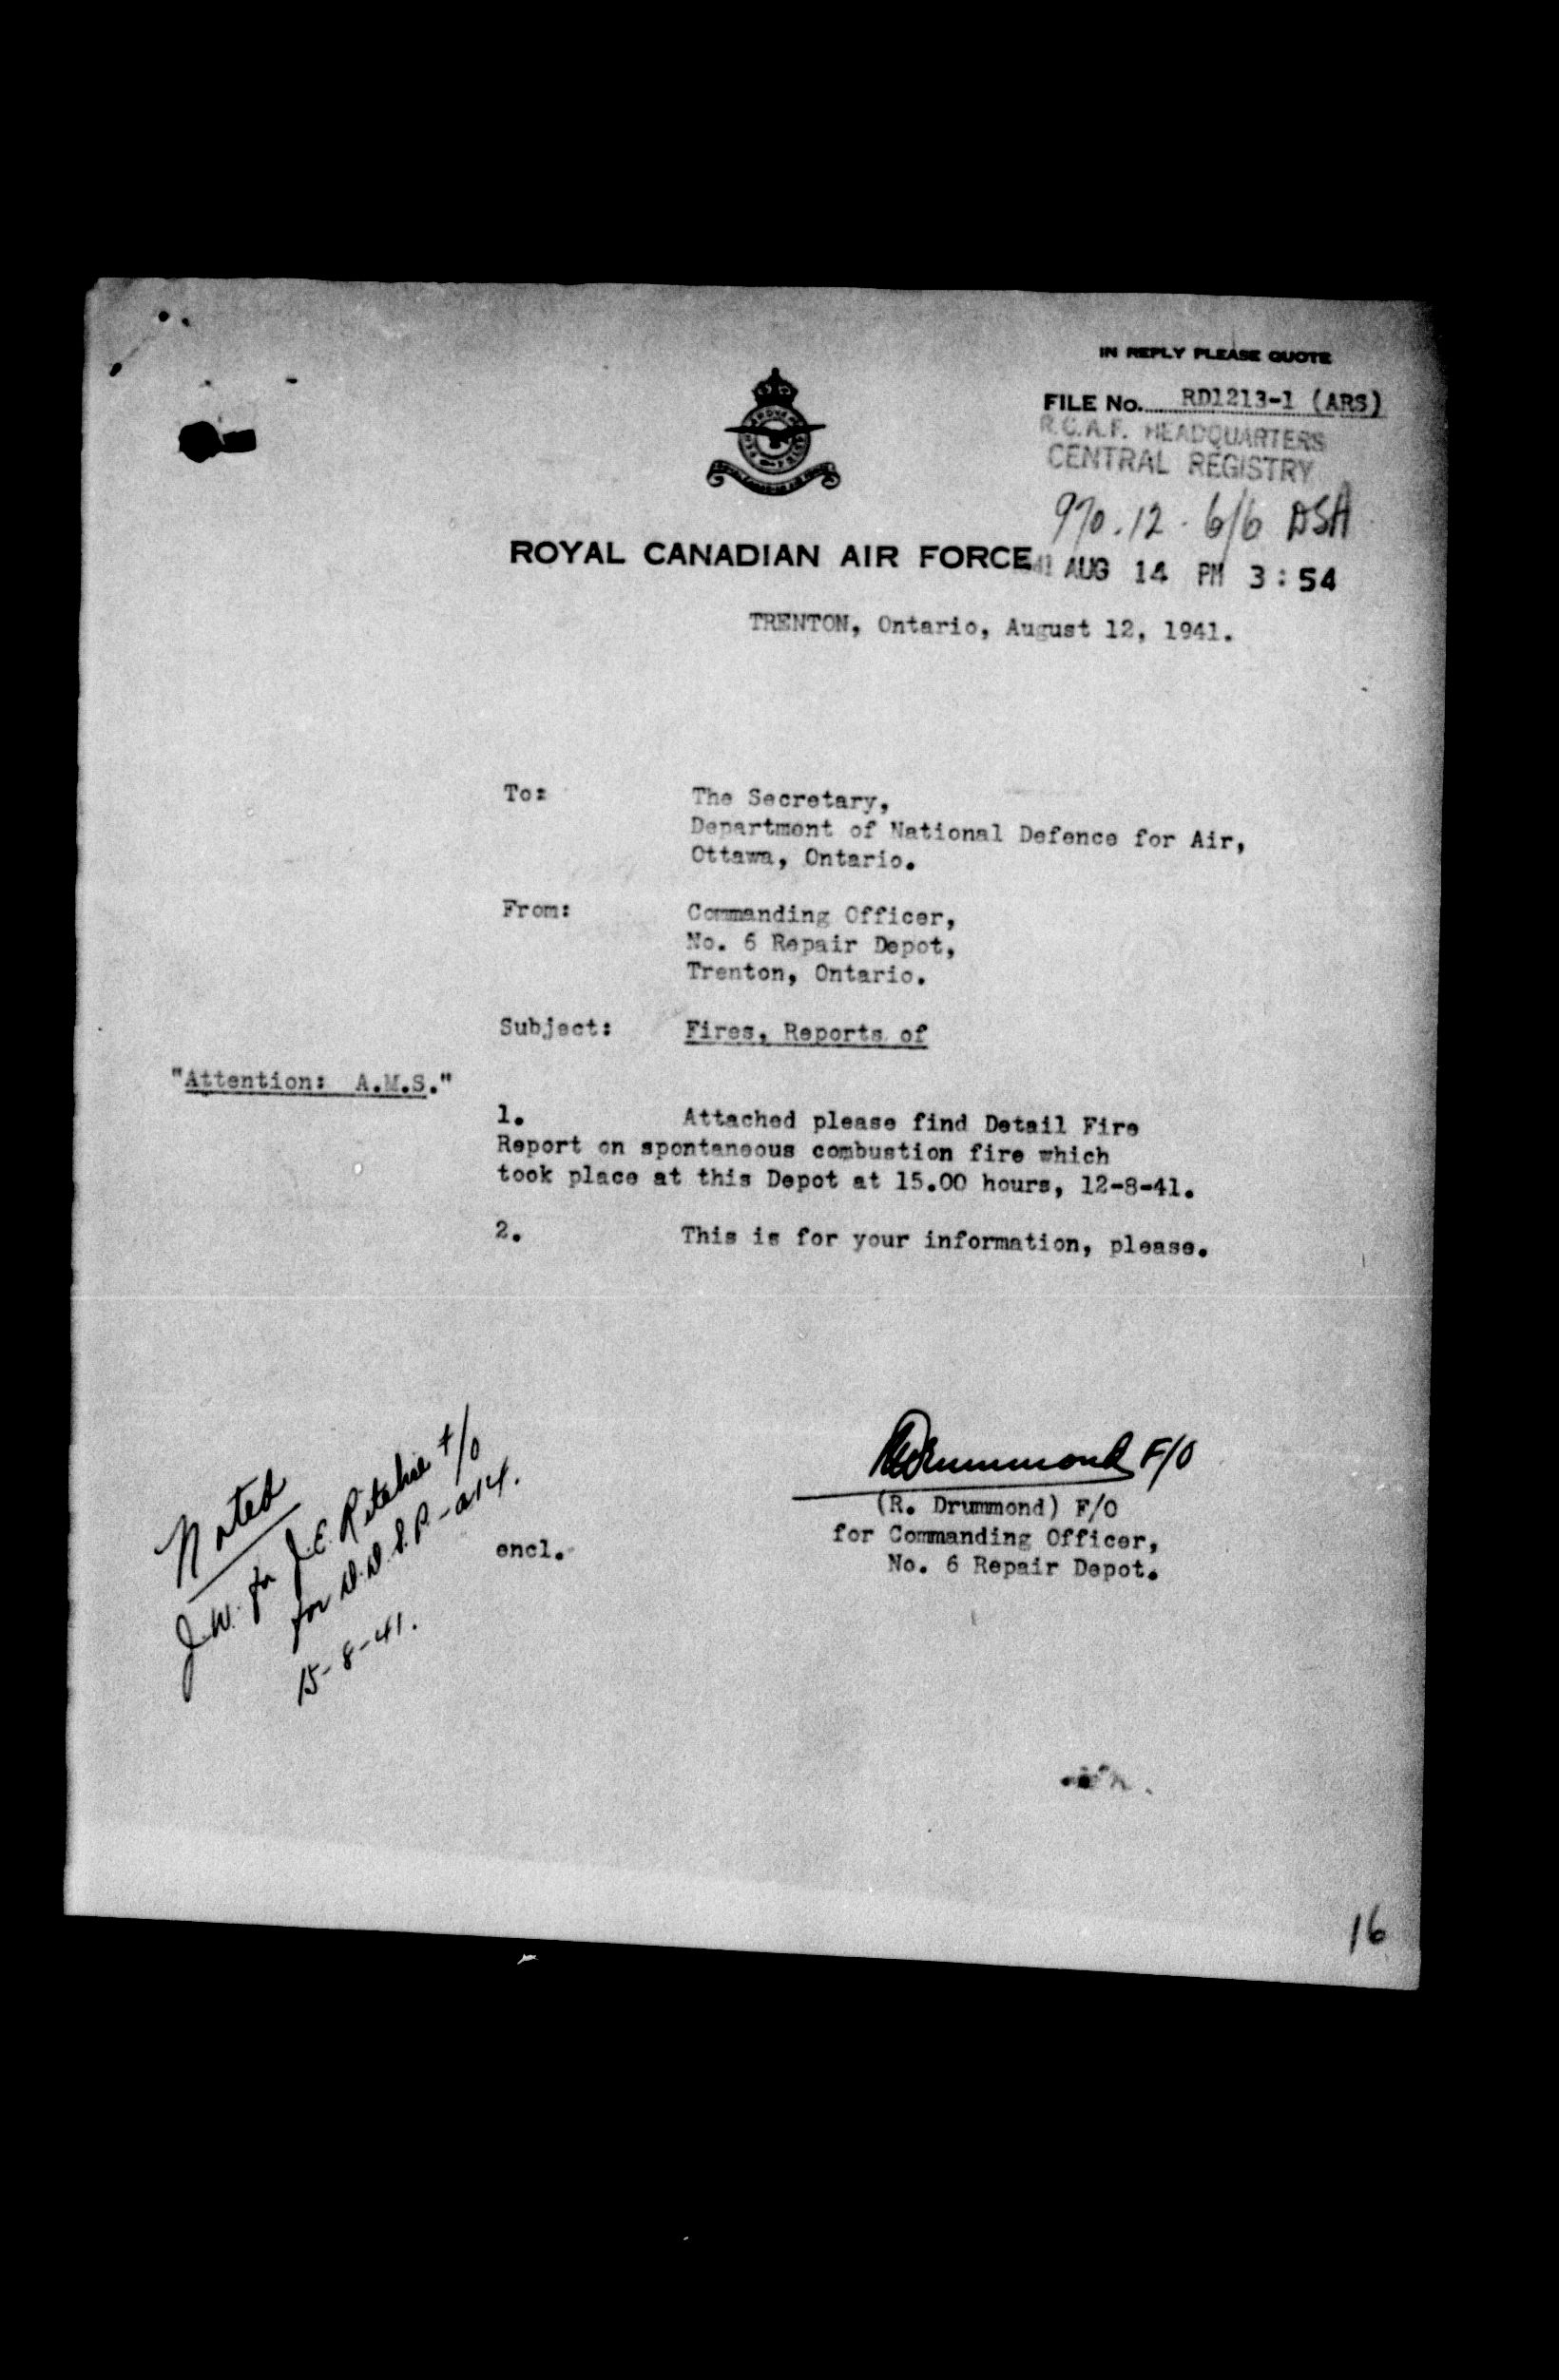 IN REPLY PLEASE QUOTE
FILE No. RD1213-1 (ARS)
R.C.A.F. HEADQUARTERS
CENTRAL REGISTRY
970.12. 6/6 DSA
ROYAL CANADIAN AIR FORCE
41 AUG 14 PM 3:54
TRENTON, Ontario, August 12, 1941.
To: The Secretary,
Department of National Defence for Air,
Ottawa, Ontario.
From: Commanding Officer,
No. 6 Repair Depot,
Trenton, Ontario.
Subject: Fires, Reports of
"Attention: A.M.S."
1. Attached please find Detail Fire
Report on spontaneous combustion fire which
took place at this Depot at 15.00 hours, 12-8-41.
2. This is for your information, please.
RDrummond F/O
(R. Drummond) F/O
for Commanding Officer,
No. 6 Repair Depot.
encl.
Noted
J.W. for J.E. Ritchie F/O
for
15-8-41.
16